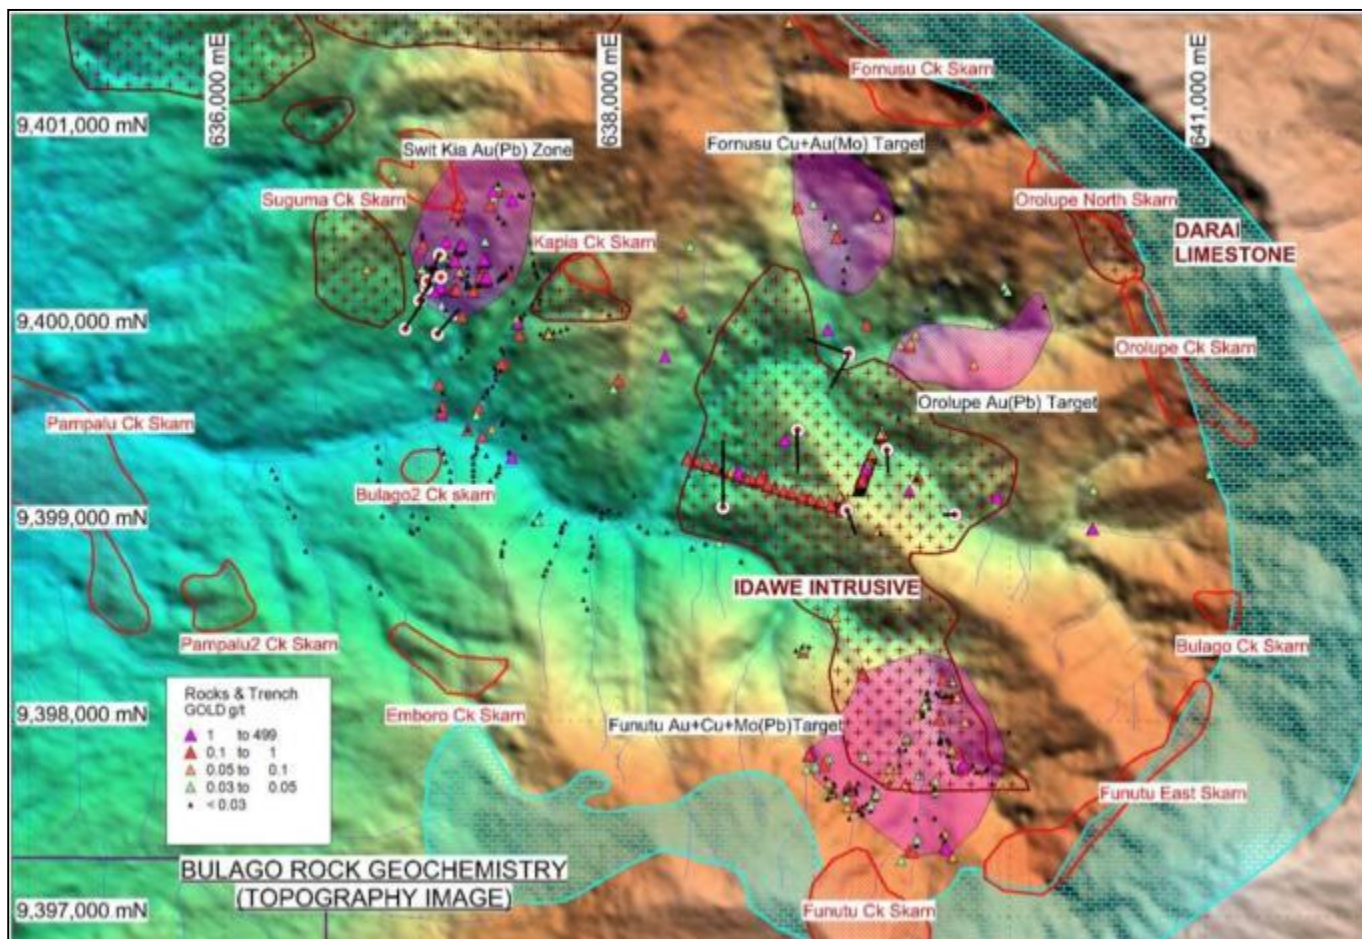 636,000 mE
638,000 mE
641,000 mE
Fornusu Ck Skarn
9,401,000 mN
Swit Kia Au(Pb) Zone
Fornusu Cu+Au(Mo) Target
Suguma Ck Skarn
Orolupe North Skarn
Kapia Ck Skarn
DARAI
LIMESTONE
9,400,000 mN
Orolupe Ck Skarn
Orolupe Au(Pb) Target
Pampalu Ck Skarn
Bulago2 Ck skarn
9,399,000 mN
IDAWE INTRUSIVE
Pampalu2 Ck Skarn
Bulago Ck Skarn
Rocks & Trench
GOLD g/t
1 to 499
0.1 to 1
0.05 to 0.1
0.03 to 0.05
< 0.03
9,398,000 mN
Emboro Ck Skarn
Funutu Au+Cu+Mo(Pb)Target
Funutu East Skarn
BULAGO ROCK GEOCHEMISTRY
(TOPOGRAPHY IMAGE)
9,397,000 mN
Funutu Ck Skarn